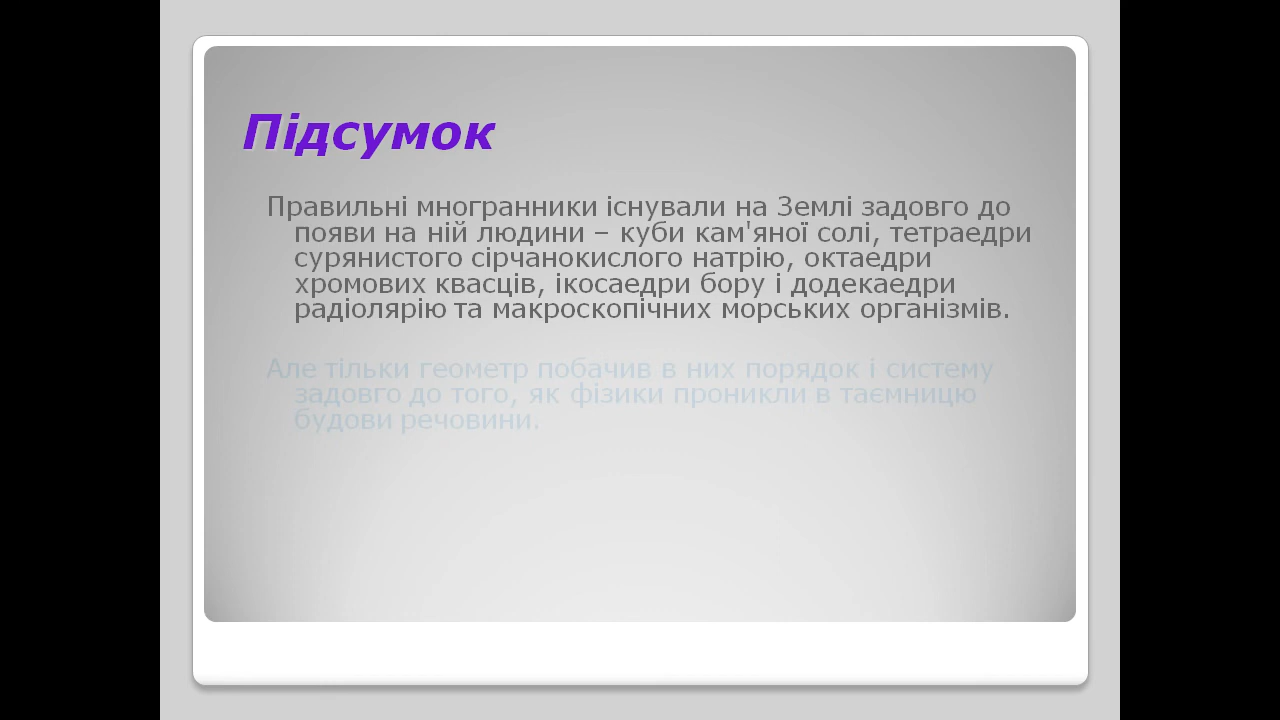 Підсумок
Правильні многранники існували на Землі задовго до
появи на ній людини – куби кам'яної солі, тетраедри
сурянистого сірчанокислого натрію, октаедри
хромових квасців, ікосаедри бору і додекаедри
радіолярію та макроскопічних морських організмів.
Але тільки геометр побачив в них порядок і систему
задовго до того, як фізики проникли в таємницю
будови речовини.